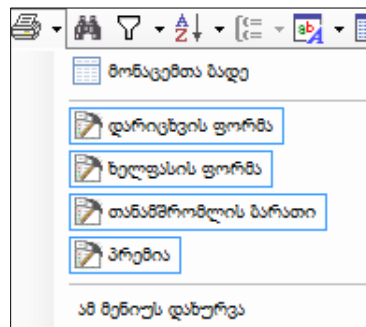 მონაცემთა ბადე
დარიცხვის ფორმა
ხელფასის ფორმა
თანამშრომლის ბარათი
პრემია
ამ მენიუს დახურვა